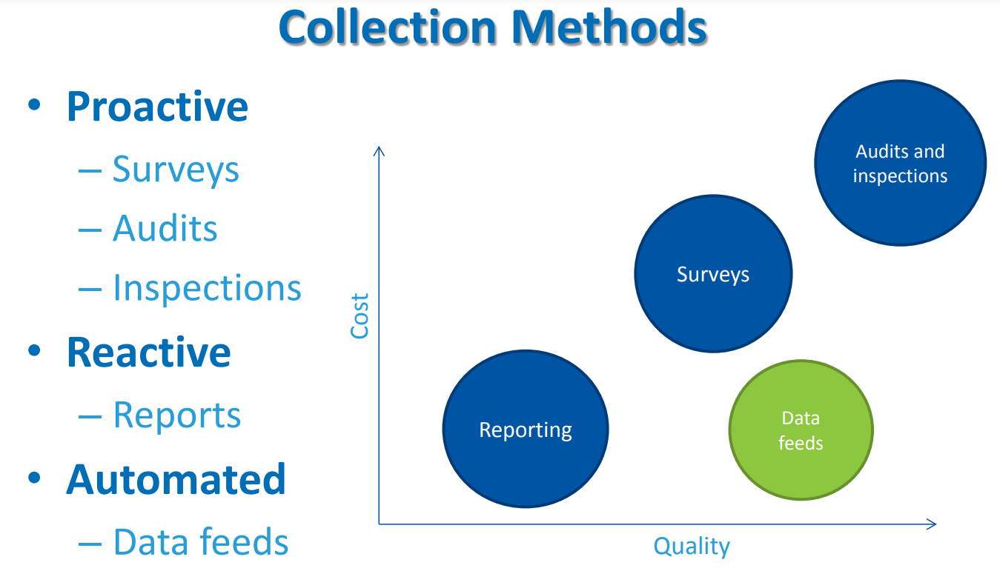 Collection Methods
• Proactive
– Surveys
– Audits
– Inspections
• Reactive
– Reports
• Automated
– Data feeds
Cost
Quality
Audits and
inspections
Surveys
Reporting
Data
feeds